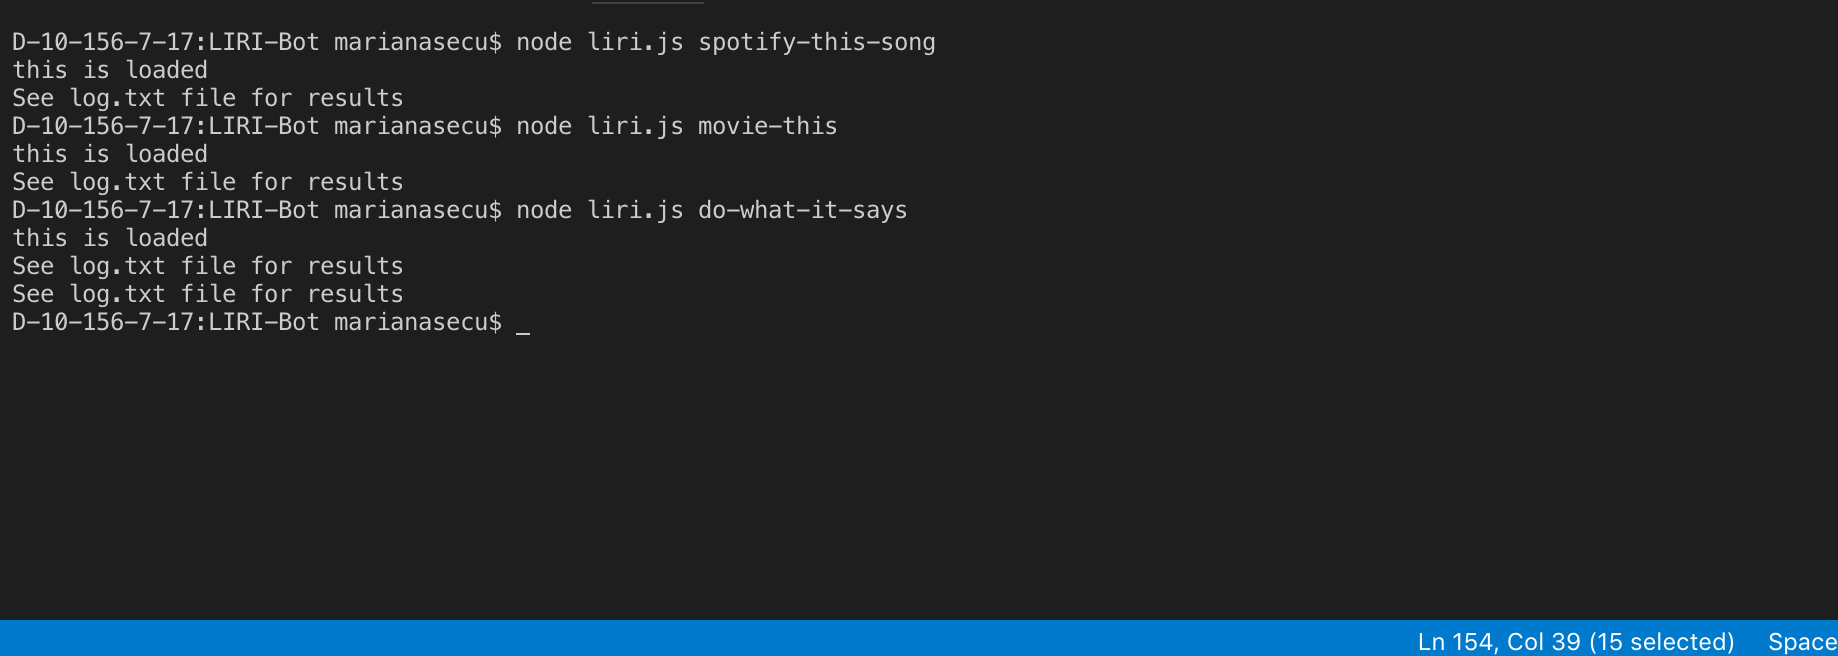 D-10-156-7-17:LIRI-Bot marianasecu$ node liri.js spotify-this-song
this is loaded
See log.txt file for results
D-10-156-7-17:LIRI-Bot marianasecu$ node liri.js movie-this
this is loaded
See log.txt file for results
D-10-156-7-17:LIRI-Bot marianasecu$ node liri.js do-what-it-says
this is loaded
See log.txt file for results
See log.txt file for results
D-10-156-7-17:LIRI-Bot marianasecu$ _
Ln 154, Col 39 (15 selected) Space